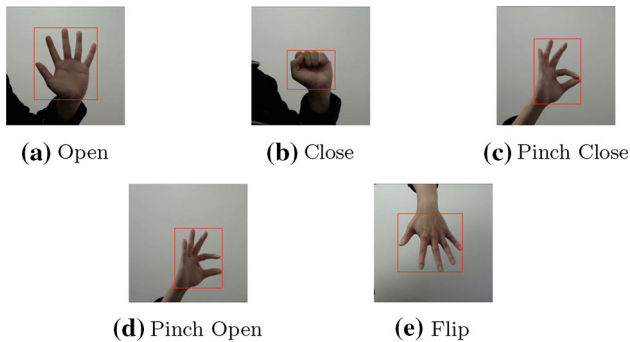 (a) Open
(b) Close
(c) Pinch Close
(d) Pinch Open
(e) Flip